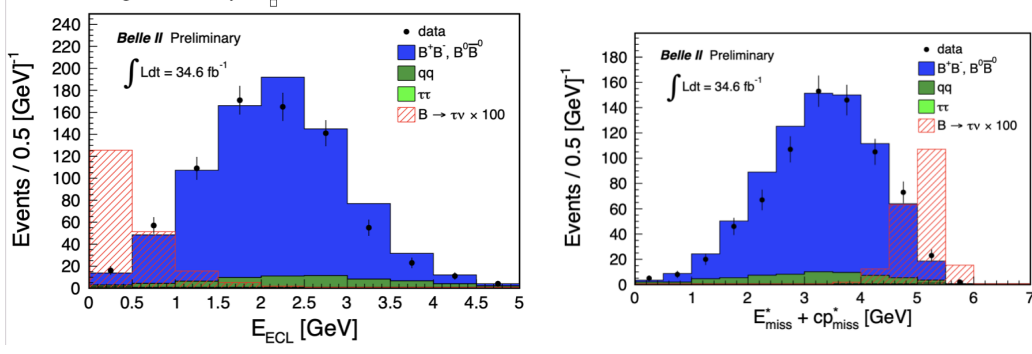 240
220
200
180
160
140
120
100
80
60
40
20
0
Events / 0.5 [GeV]⁻¹
Belle II Preliminary
∫ Ldt = 34.6 fb⁻¹
data
B⁺B⁻, B⁰B̅⁰
qq
ττ
B → τν × 100
0 0.5 1 1.5 2 2.5 3 3.5 4 4.5 5
E_ECL [GeV]
180
160
140
120
100
80
60
40
20
0
Events / 0.5 [GeV]⁻¹
Belle II Preliminary
∫ Ldt = 34.6 fb⁻¹
data
B⁺B⁻, B⁰B̅⁰
qq
ττ
B → τν × 100
0 1 2 3 4 5 6 7
E*_miss + cp*_miss [GeV]